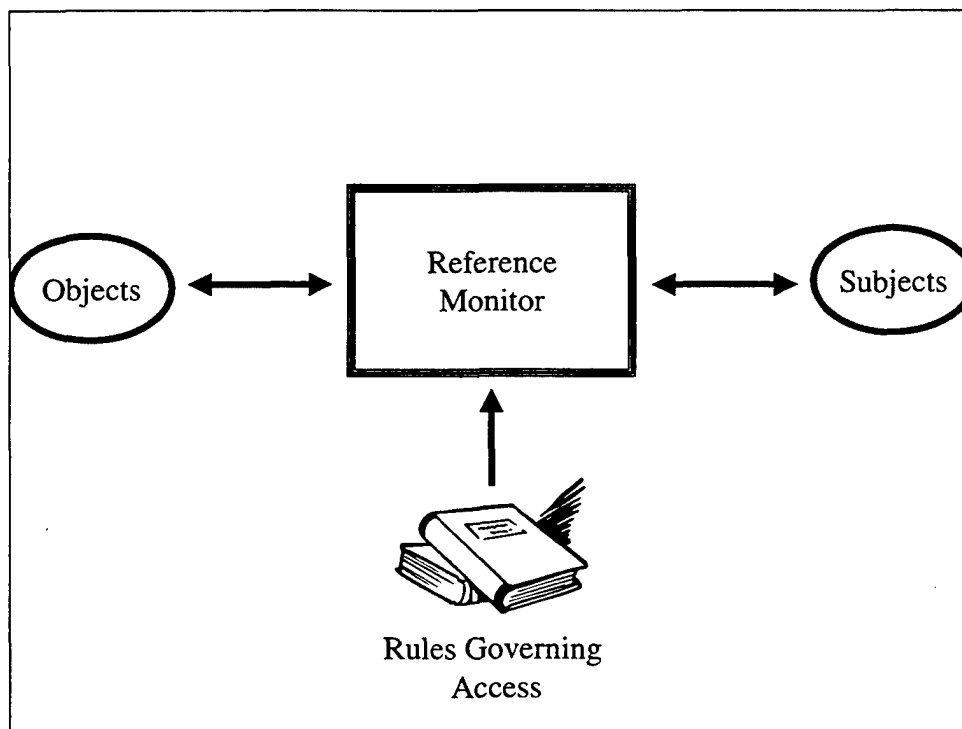 Objects
Reference
Monitor
Subjects
Rules Governing
Access